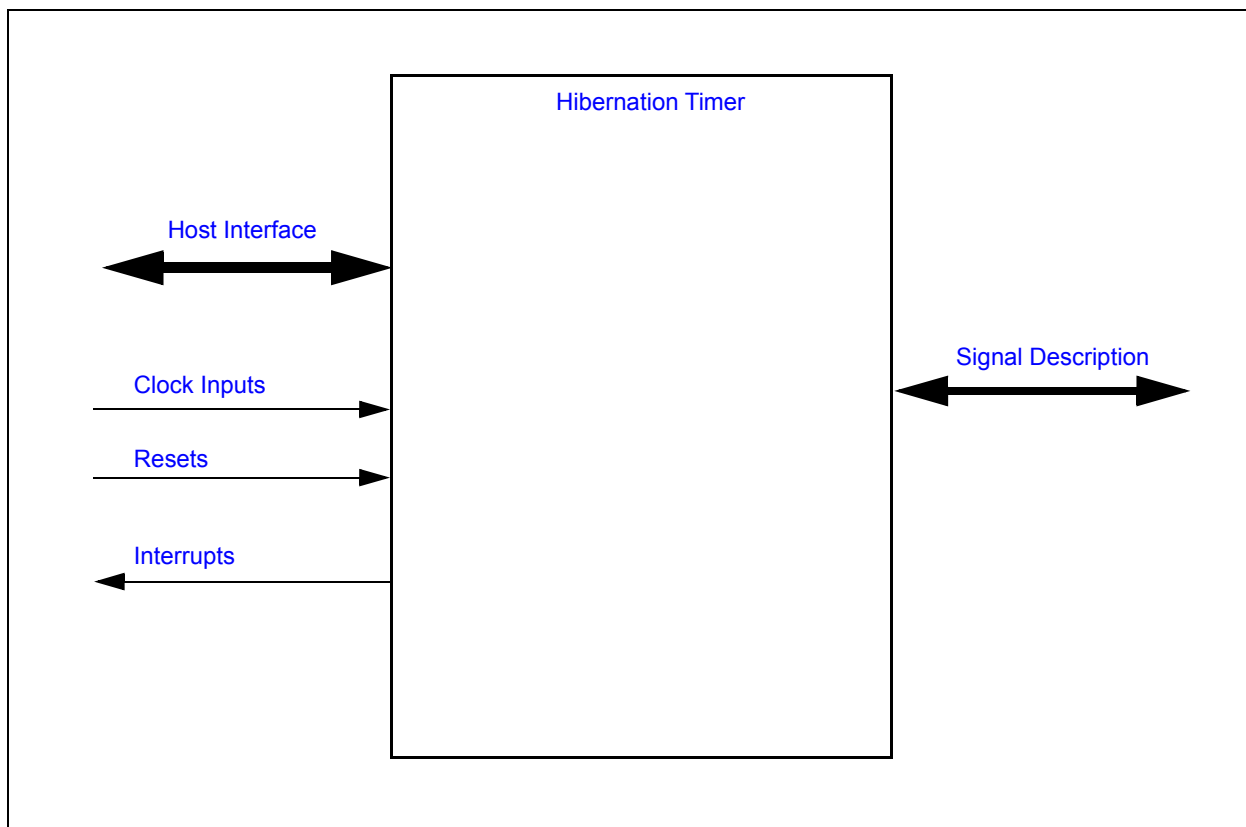 Hibernation Timer
Host Interface
Signal Description
Clock Inputs
Resets
Interrupts